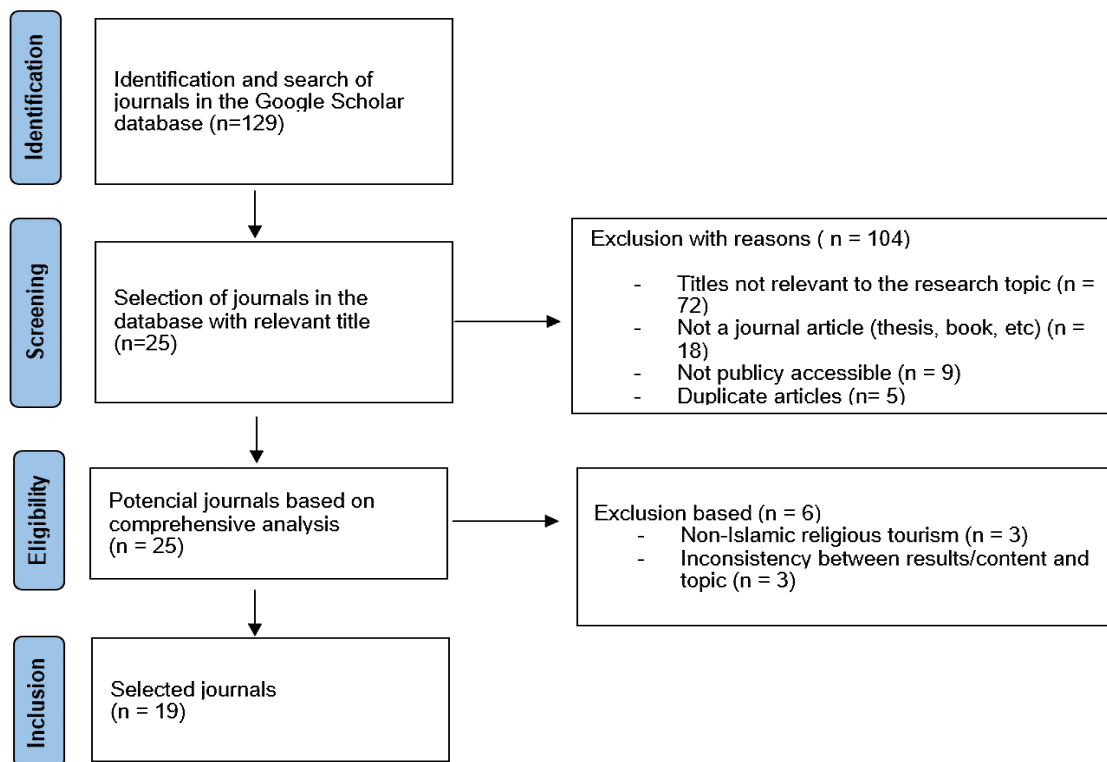 Identification
Identification and search of
journals in the Google Scholar
database (n=129)
Screening
Selection of journals in the
database with relevant title
(n=25)
Exclusion with reasons ( n = 104)
- Titles not relevant to the research topic (n =
72)
- Not a journal article (thesis, book, etc) (n =
18)
- Not publicy accessible (n = 9)
- Duplicate articles (n= 5)
Eligibility
Potencial journals based on
comprehensive analysis
(n = 25)
Exclusion based (n = 6)
- Non-Islamic religious tourism (n = 3)
- Inconsistency between results/content and
topic (n = 3)
Inclusion
Selected journals
(n = 19)